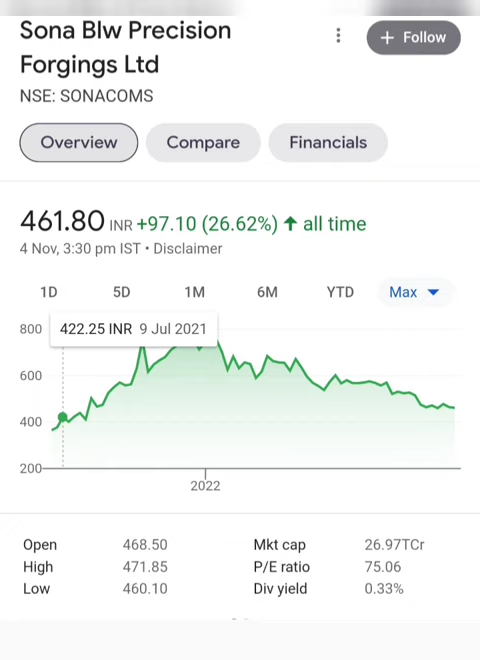 Sona Blw Precision
Forgings Ltd
+ Follow
NSE: SONACOMS
Overview
Compare
Financials
461.80 INR +97.10 (26.62%) ↑ all time
4 Nov, 3:30 pm IST • Disclaimer
1D 5D 1M 6M YTD Max
800
422.25 INR 9 Jul 2021
600
400
200
2022
Open 468.50 Mkt cap 26.97TCr
High 471.85 P/E ratio 75.06
Low 460.10 Div yield 0.33%